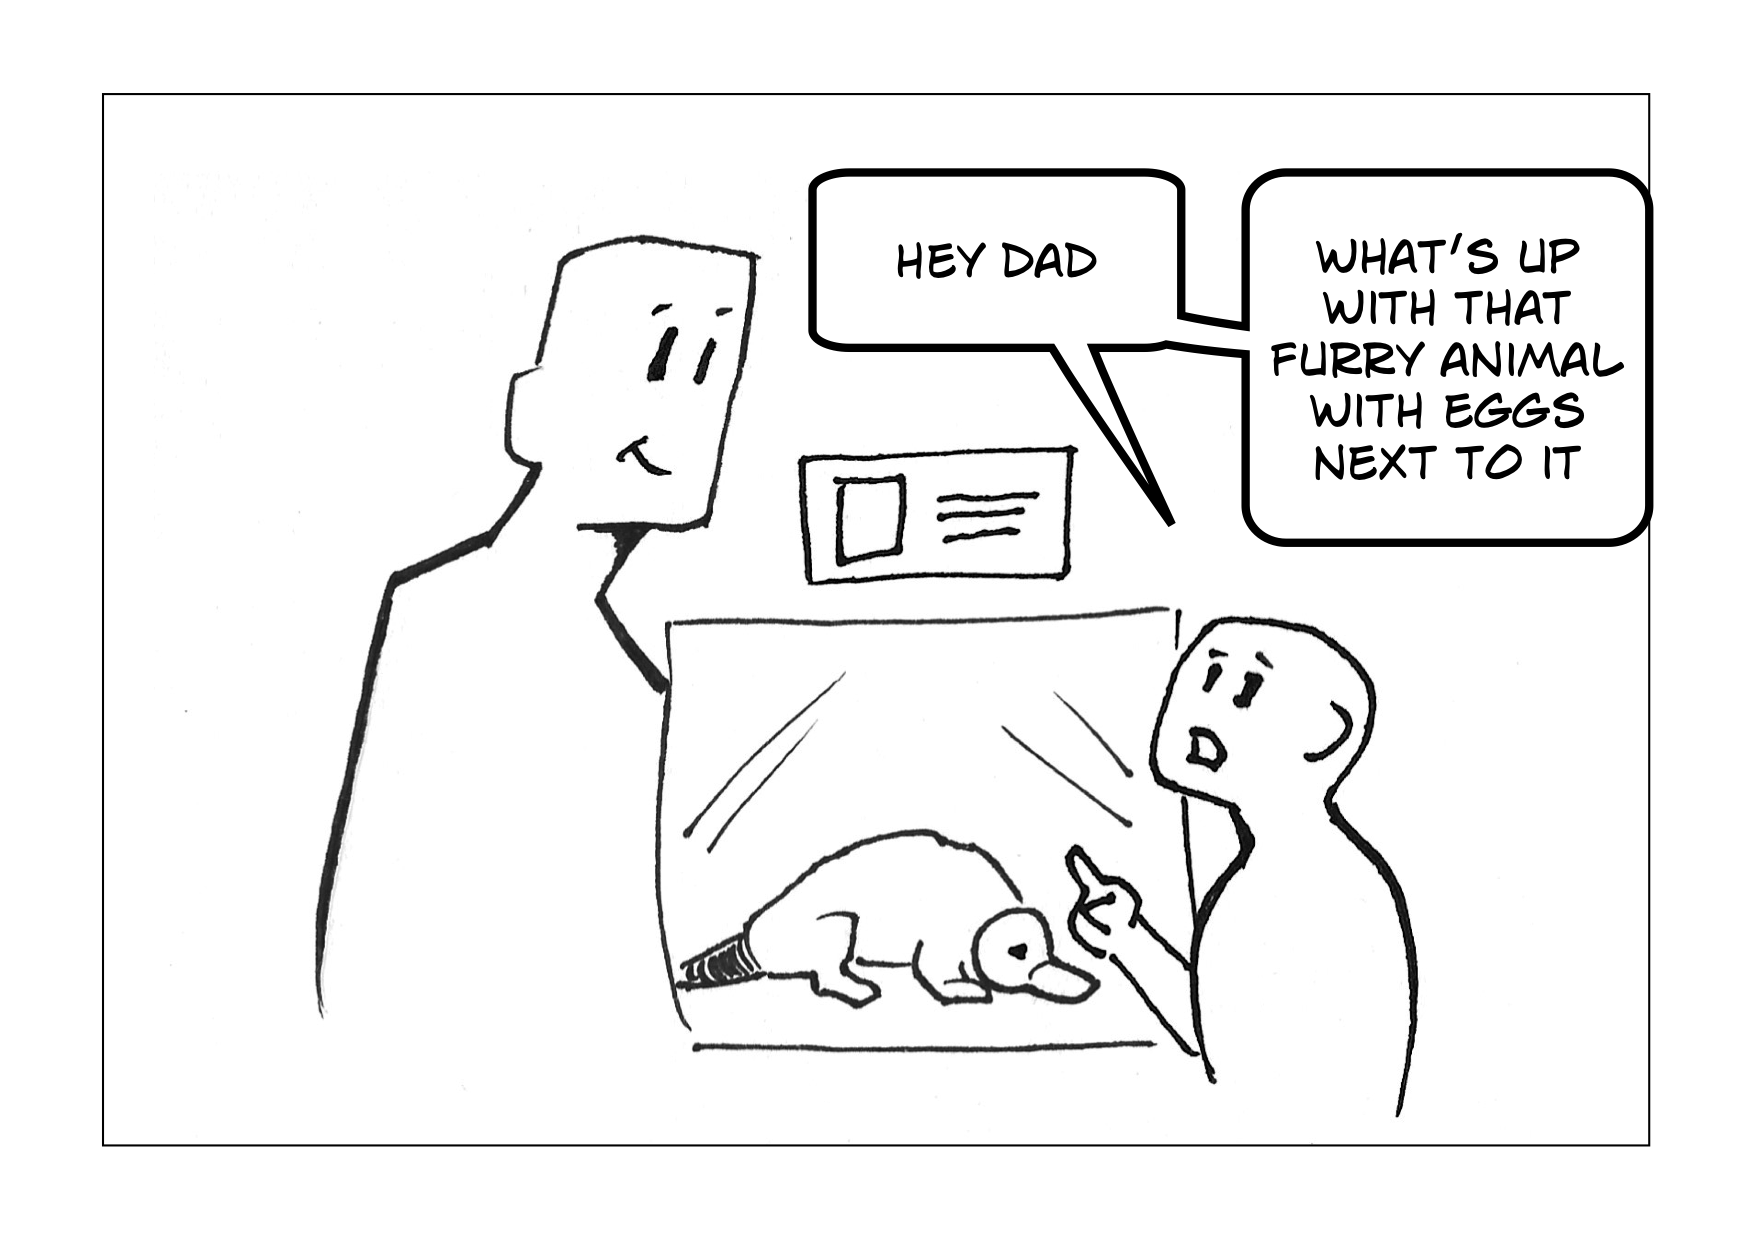 HEY DAD
WHAT'S UP
WITH THAT
FURRY ANIMAL
WITH EGGS
NEXT TO IT